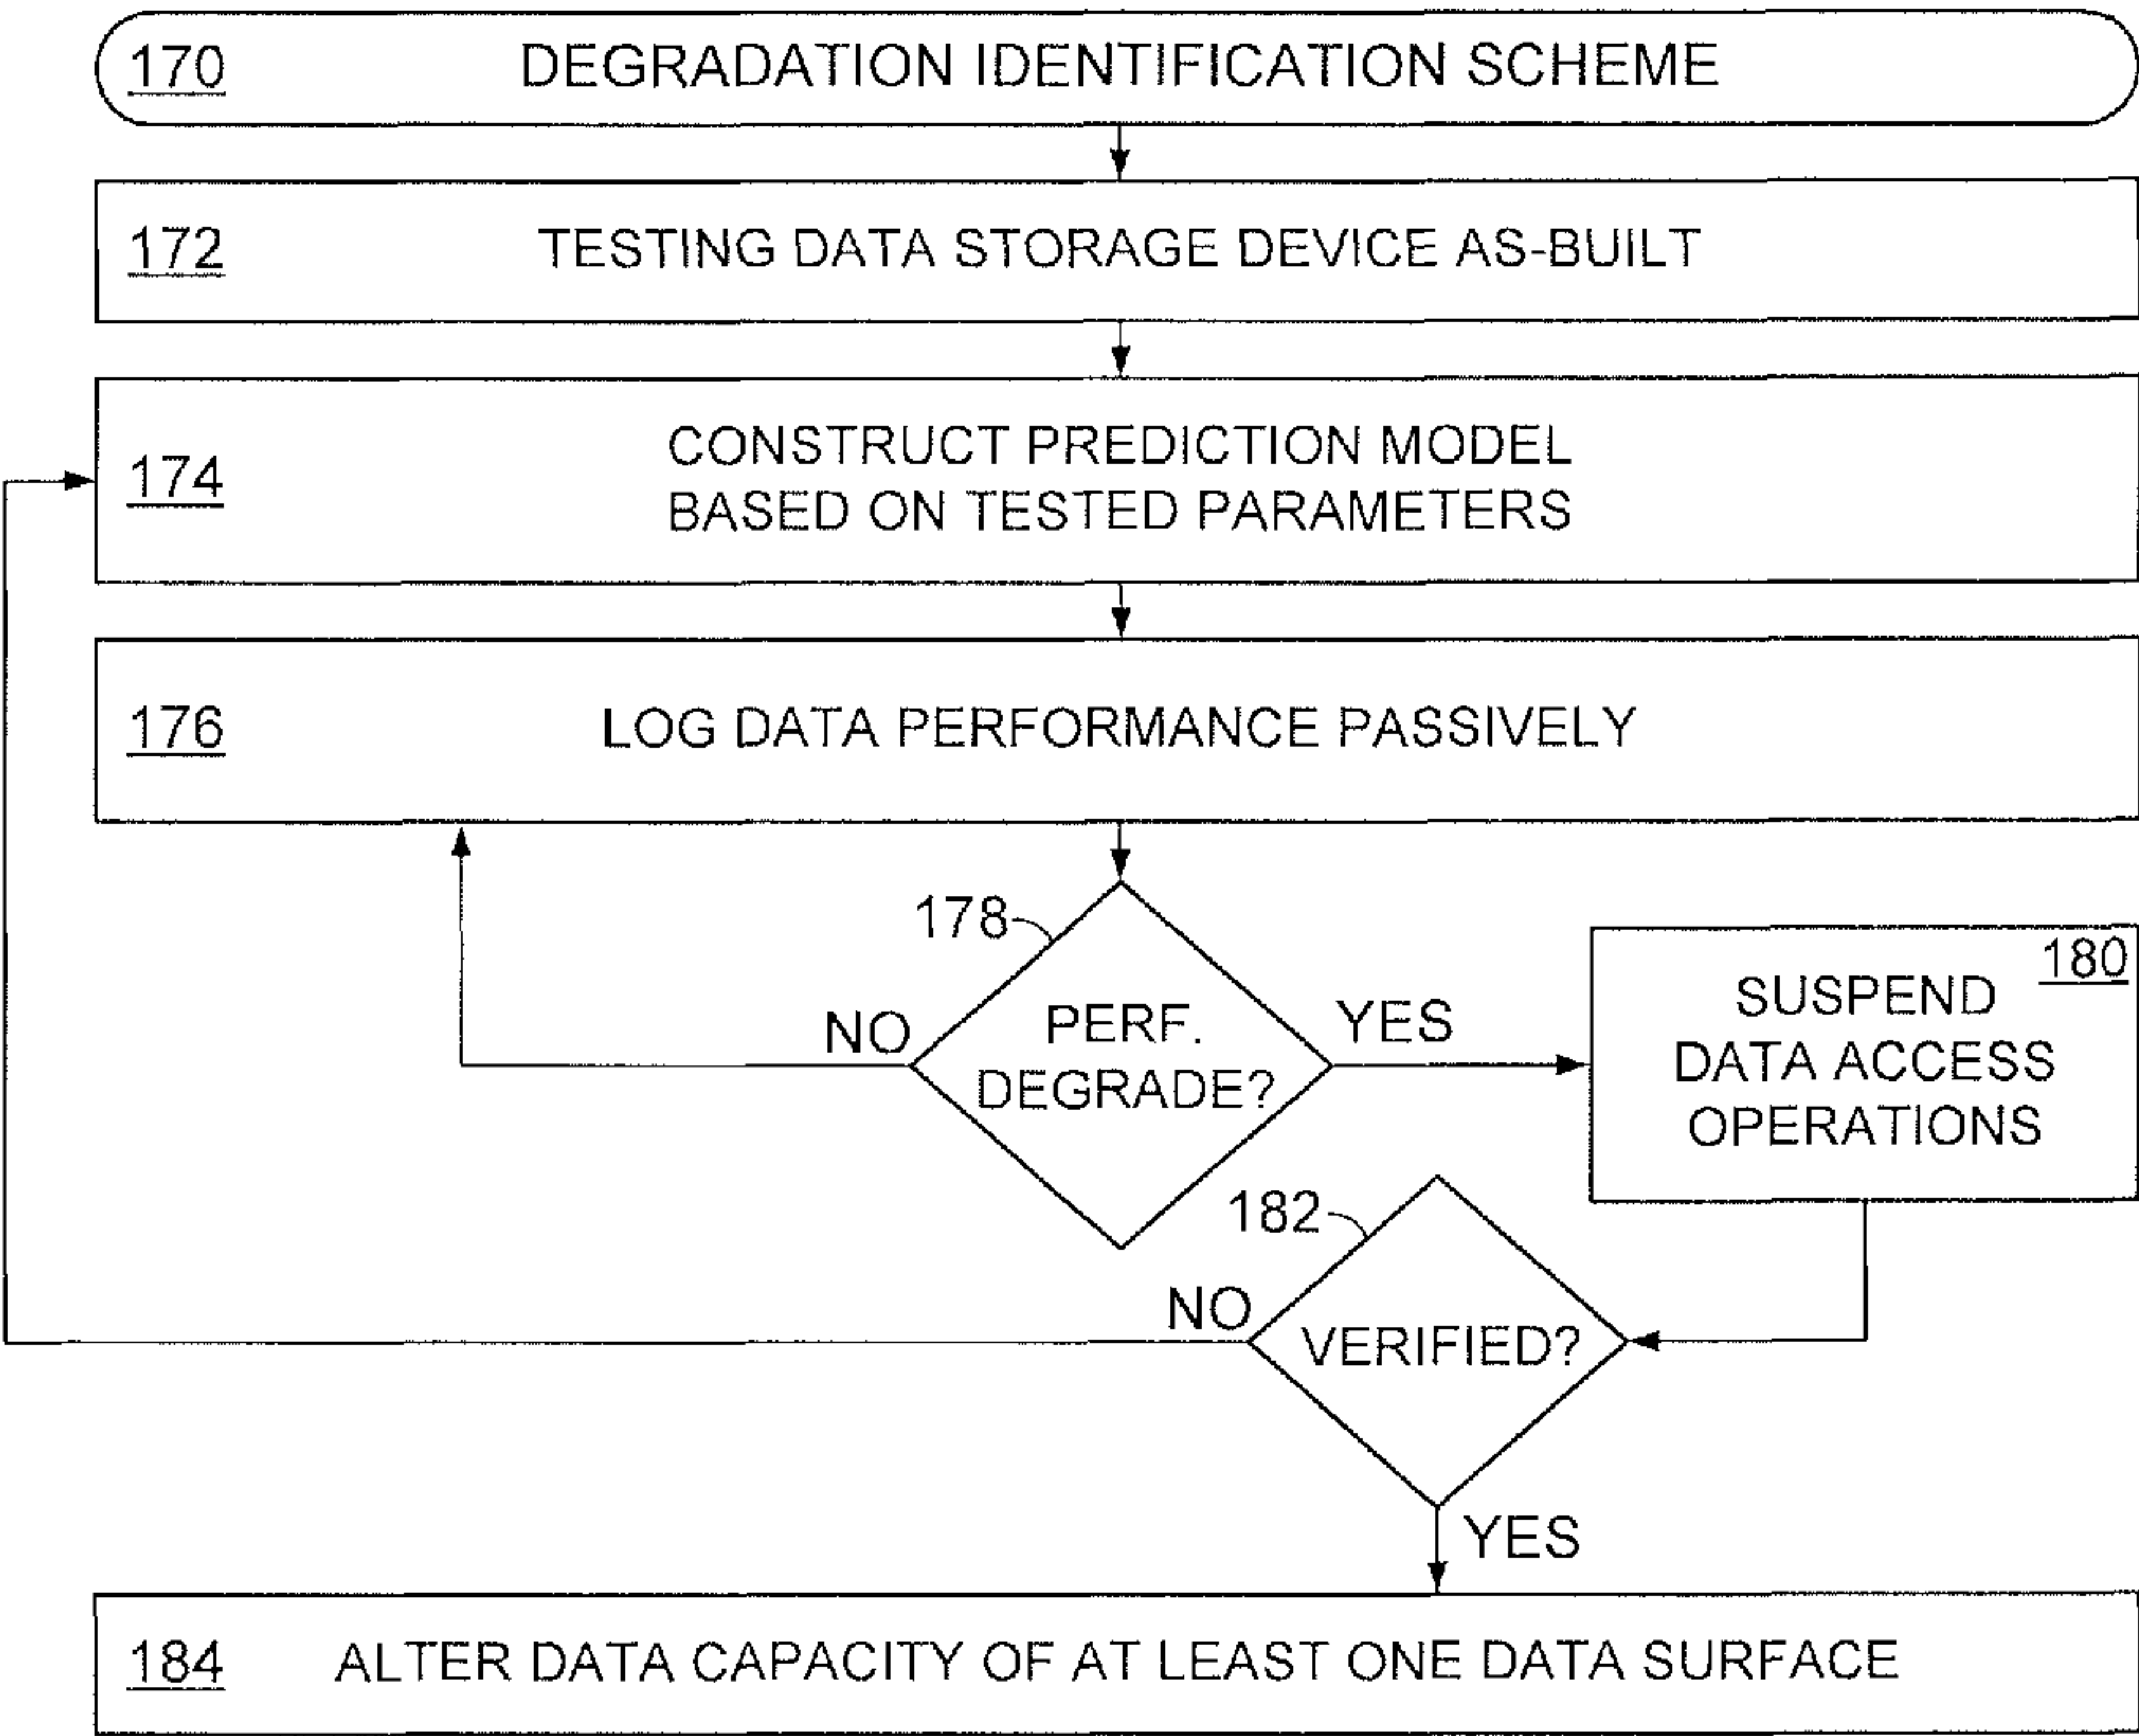 170 DEGRADATION IDENTIFICATION SCHEME
172 TESTING DATA STORAGE DEVICE AS-BUILT
174 CONSTRUCT PREDICTION MODEL
BASED ON TESTED PARAMETERS
176 LOG DATA PERFORMANCE PASSIVELY
178
NO
PERF.
DEGRADE?
YES
180
SUSPEND
DATA ACCESS
OPERATIONS
182
NO
VERIFIED?
YES
184 ALTER DATA CAPACITY OF AT LEAST ONE DATA SURFACE